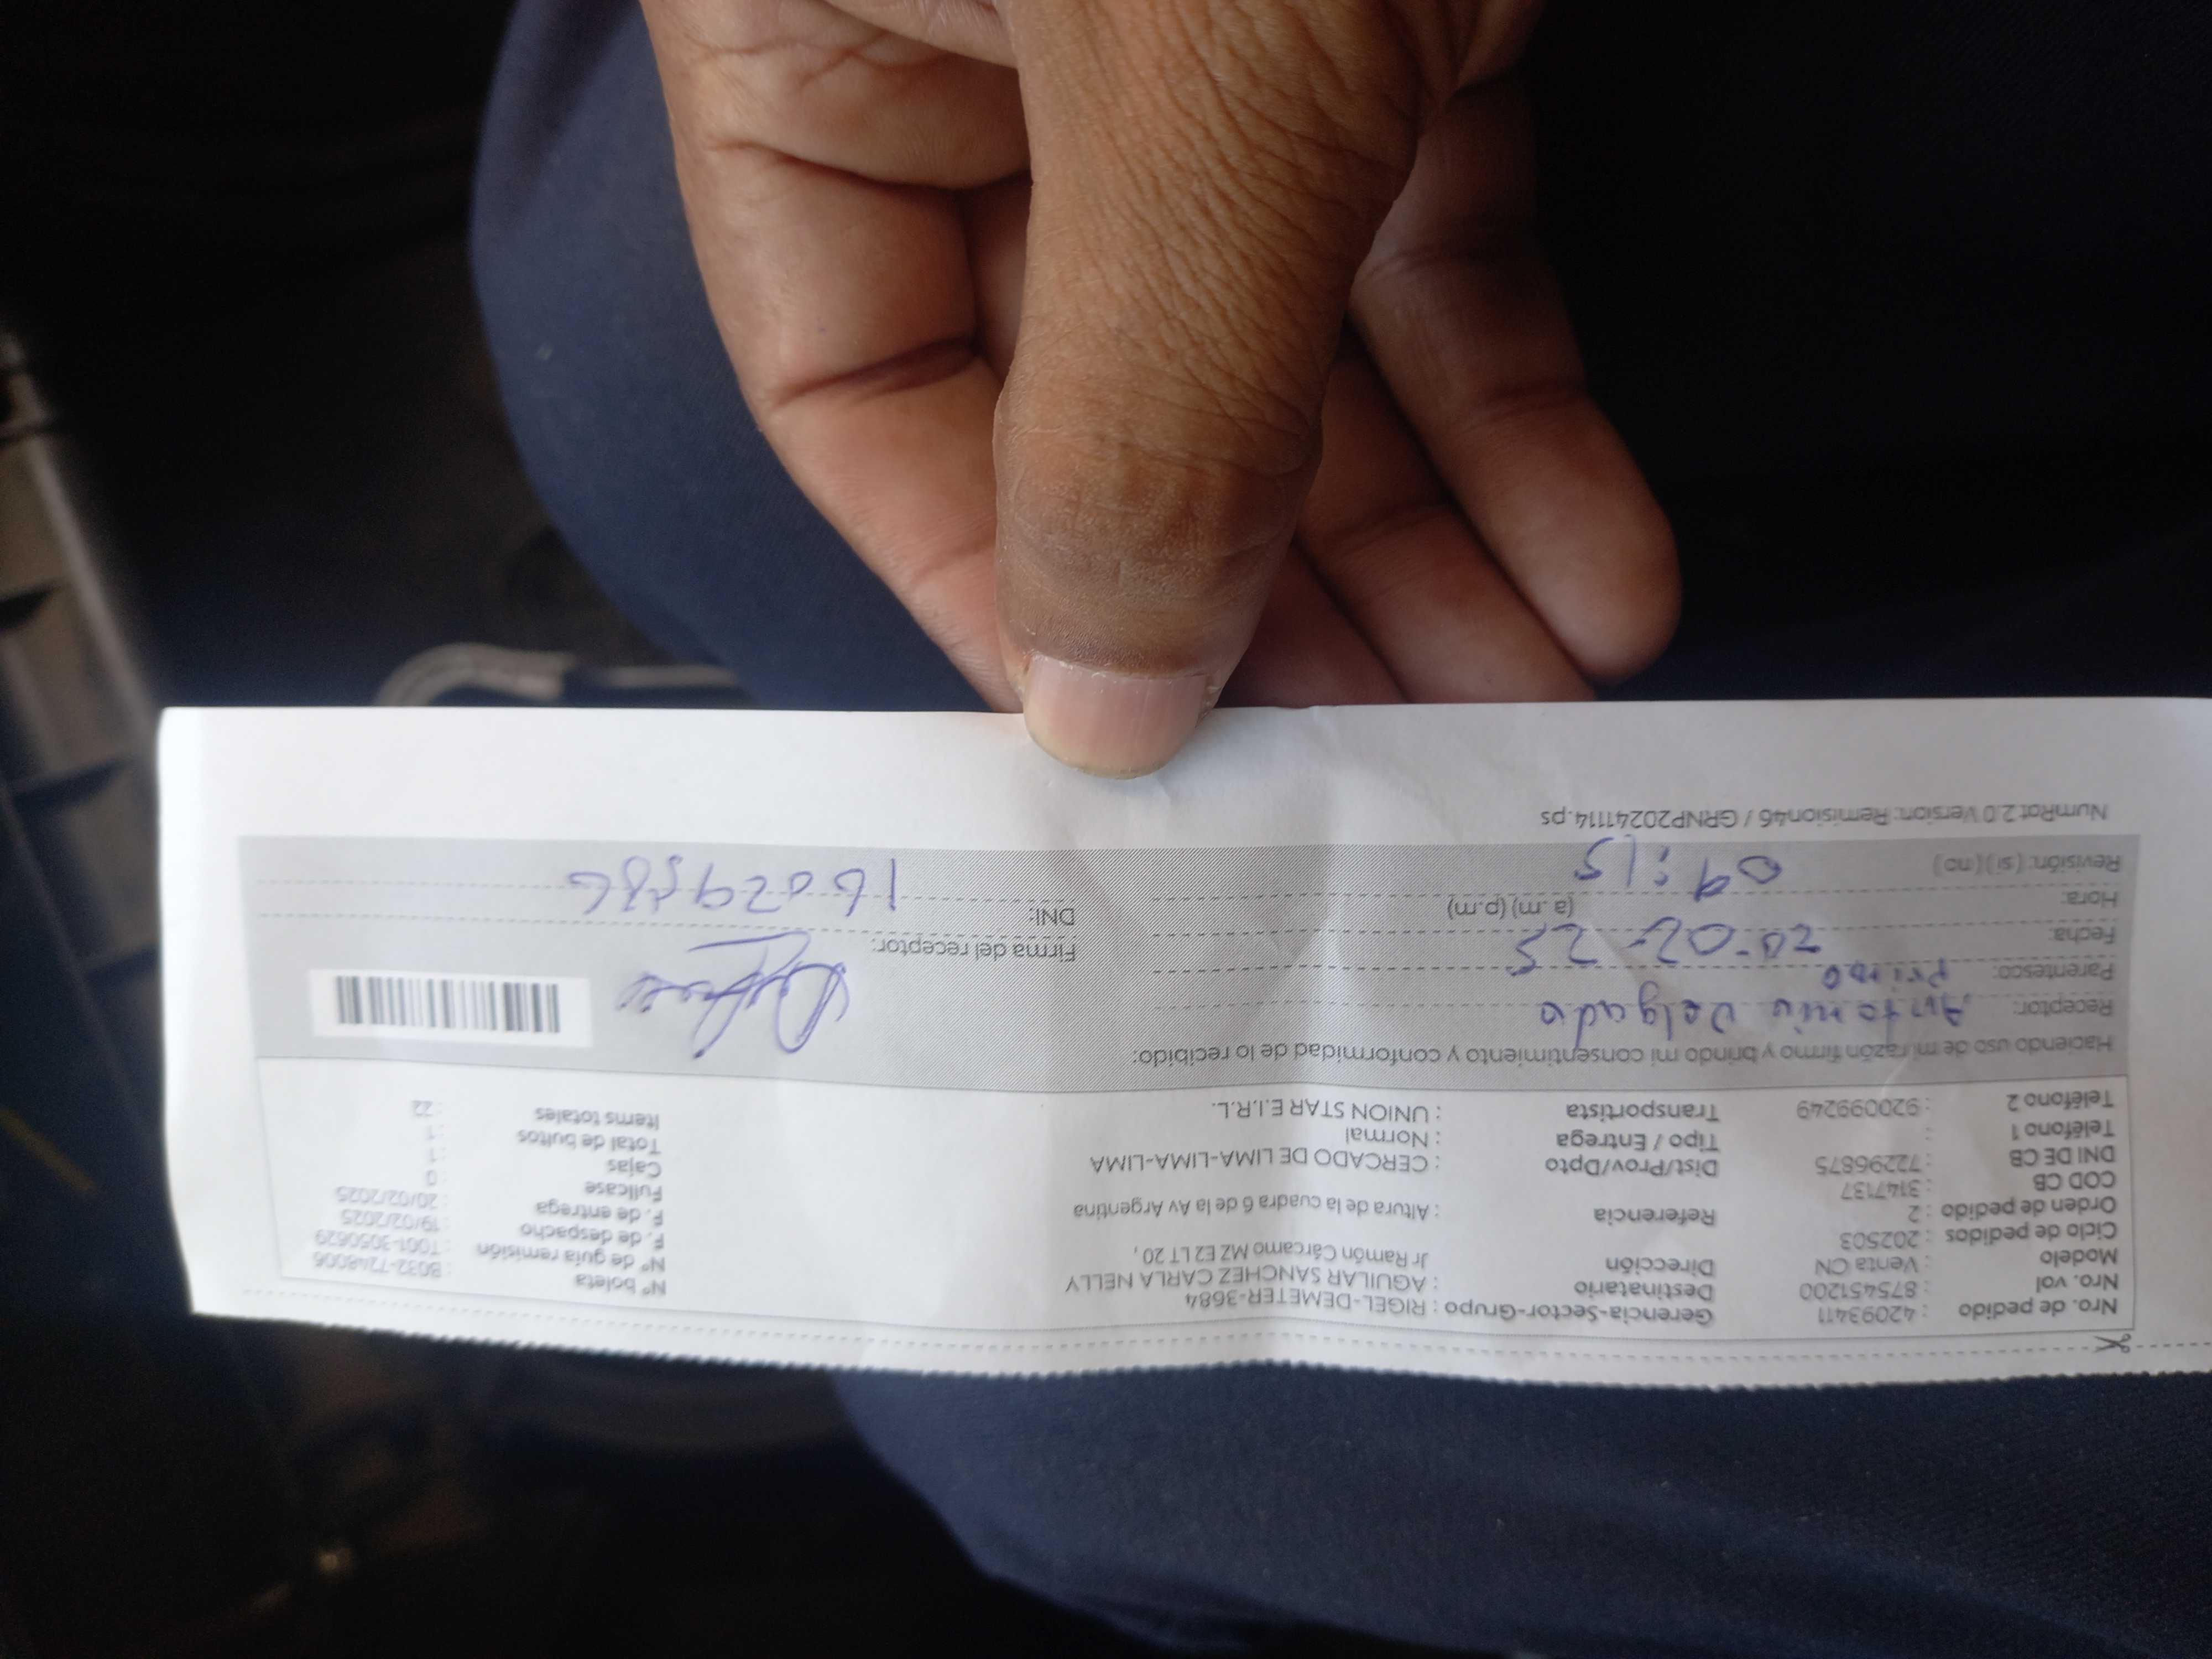 Nro. de pedido : 42093411 Gerencia-Sector-Grupo : RIGEL-DEMETER-3684 N° boleta : B032-7248006
Nro. vol : 875451200 Destinatario : AGUILAR SANCHEZ CARLA NELLY N° de guía remisión : T001-3050629
Modelo : Venta CN Dirección Jr Ramón Cárcamo MZ E2 LT 20 , F. de despacho : 19/02/2025
Ciclo de pedidos : 202503 F. de entrega : 20/02/2025
Orden de pedido : 2 Referencia : Altura de la cuadra 6 de la Av Argentina Fullcase : 0
COD CB : 3147137 Cajas : 1
DNI DE CB : 72296875 Dist/Prov/Dpto : CERCADO DE LIMA-LIMA-LIMA Total de bultos : 1
Teléfono 1 : Tipo / Entrega : Normal Ítems totales : 22
Teléfono 2 : 920099249 Transportista : UNION STAR E.I.R.L.
Haciendo uso de mi razón firmo y brindo mi consentimiento y conformidad de lo recibido:
Receptor: Antonio Delgado
Parentesco: Primo
Fecha: 20-02-25 Firma del receptor:
Hora: (a .m) (p.m) DNI: 16029586
Revisión: ( si ) ( no ) 09:15
NumRot 2.0 Version: Remision46 / GRNP20241114.ps